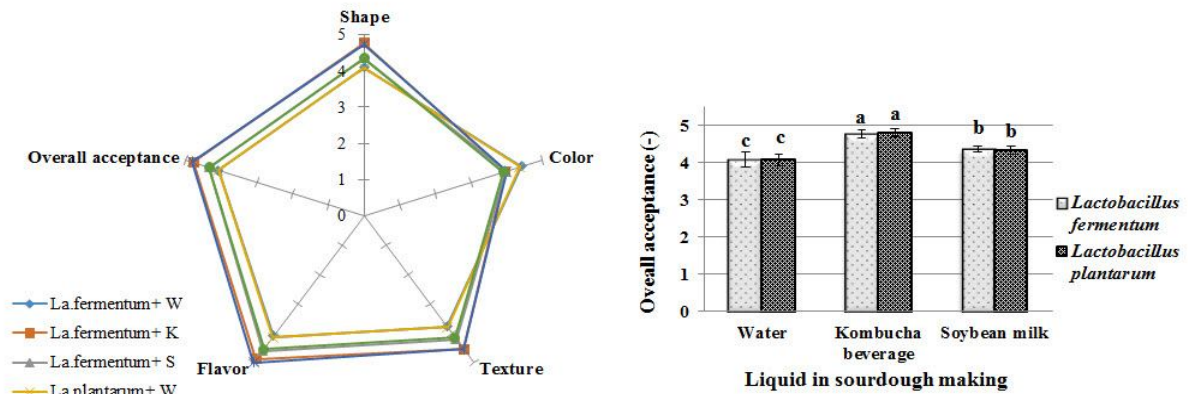 Shape
5
4
3
2
1
0
Color
Texture
Flavor
Overall acceptance
La.fermentum+ W
La.fermentum+ K
La.fermentum+ S
La.plantarum+ W
Overall acceptance (-)
5
4
3
2
1
0
c c
a a
b b
Water
Kombucha
beverage
Soybean milk
Liquid in sourdough making
Lactobacillus
fermentum
Lactobacillus
plantarum